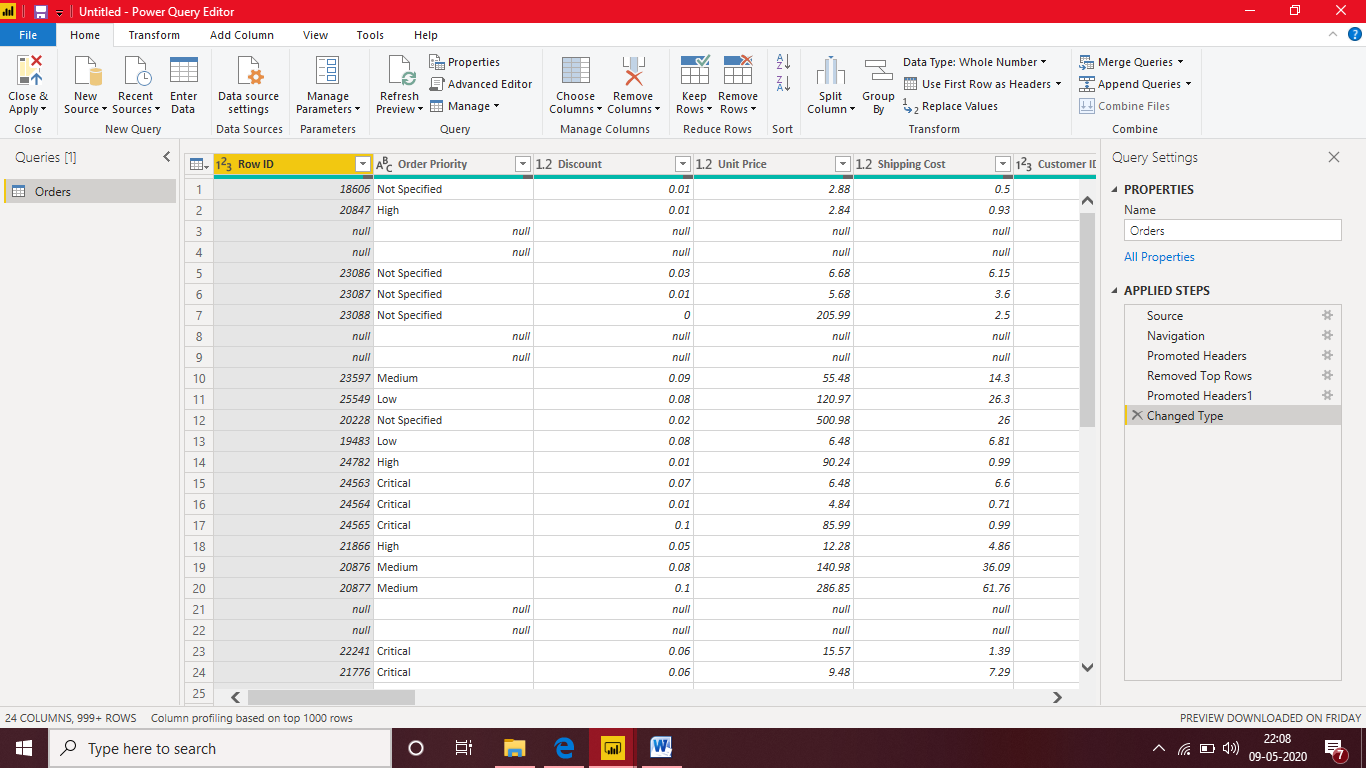 Untitled - Power Query Editor
File Home Transform Add Column View Tools Help
Close & Apply
New Source
Recent Sources
Enter Data
Data source settings
Manage Parameters
Refresh Preview
Properties
Advanced Editor
Manage
Choose Columns
Remove Columns
Keep Rows
Remove Rows
Split Column
Group By
Data Type: Whole Number
Use First Row as Headers
Replace Values
Merge Queries
Append Queries
Combine Files
Close New Query Data Sources Parameters Query Manage Columns Reduce Rows Sort Transform Combine
Queries [1]
Orders
Row ID Order Priority Discount Unit Price Shipping Cost Customer ID
1 18606 Not Specified 0.01 2.88 0.5
2 20847 High 0.01 2.84 0.93
3 null null null null null
4 null null null null null
5 23086 Not Specified 0.03 6.68 6.15
6 23087 Not Specified 0.01 5.68 3.6
7 23088 Not Specified 0 205.99 2.5
8 null null null null null
9 null null null null null
10 23597 Medium 0.09 55.48 14.3
11 25549 Low 0.08 120.97 26.3
12 20228 Not Specified 0.02 500.98 26
13 19483 Low 0.08 6.48 6.81
14 24782 High 0.01 90.24 0.99
15 24563 Critical 0.07 6.48 6.6
16 24564 Critical 0.01 4.84 0.71
17 24565 Critical 0.1 85.99 0.99
18 21866 High 0.05 12.28 4.86
19 20876 Medium 0.08 140.98 36.09
20 20877 Medium 0.1 286.85 61.76
21 null null null null null
22 null null null null null
23 22241 Critical 0.06 15.57 1.39
24 21776 Critical 0.06 9.48 7.29
25
Query Settings
PROPERTIES
Name
Orders
All Properties
APPLIED STEPS
Source
Navigation
Promoted Headers
Removed Top Rows
Promoted Headers1
Changed Type
24 COLUMNS, 999+ ROWS Column profiling based on top 1000 rows PREVIEW DOWNLOADED ON FRIDAY
Type here to search
22:08
09-05-2020
7